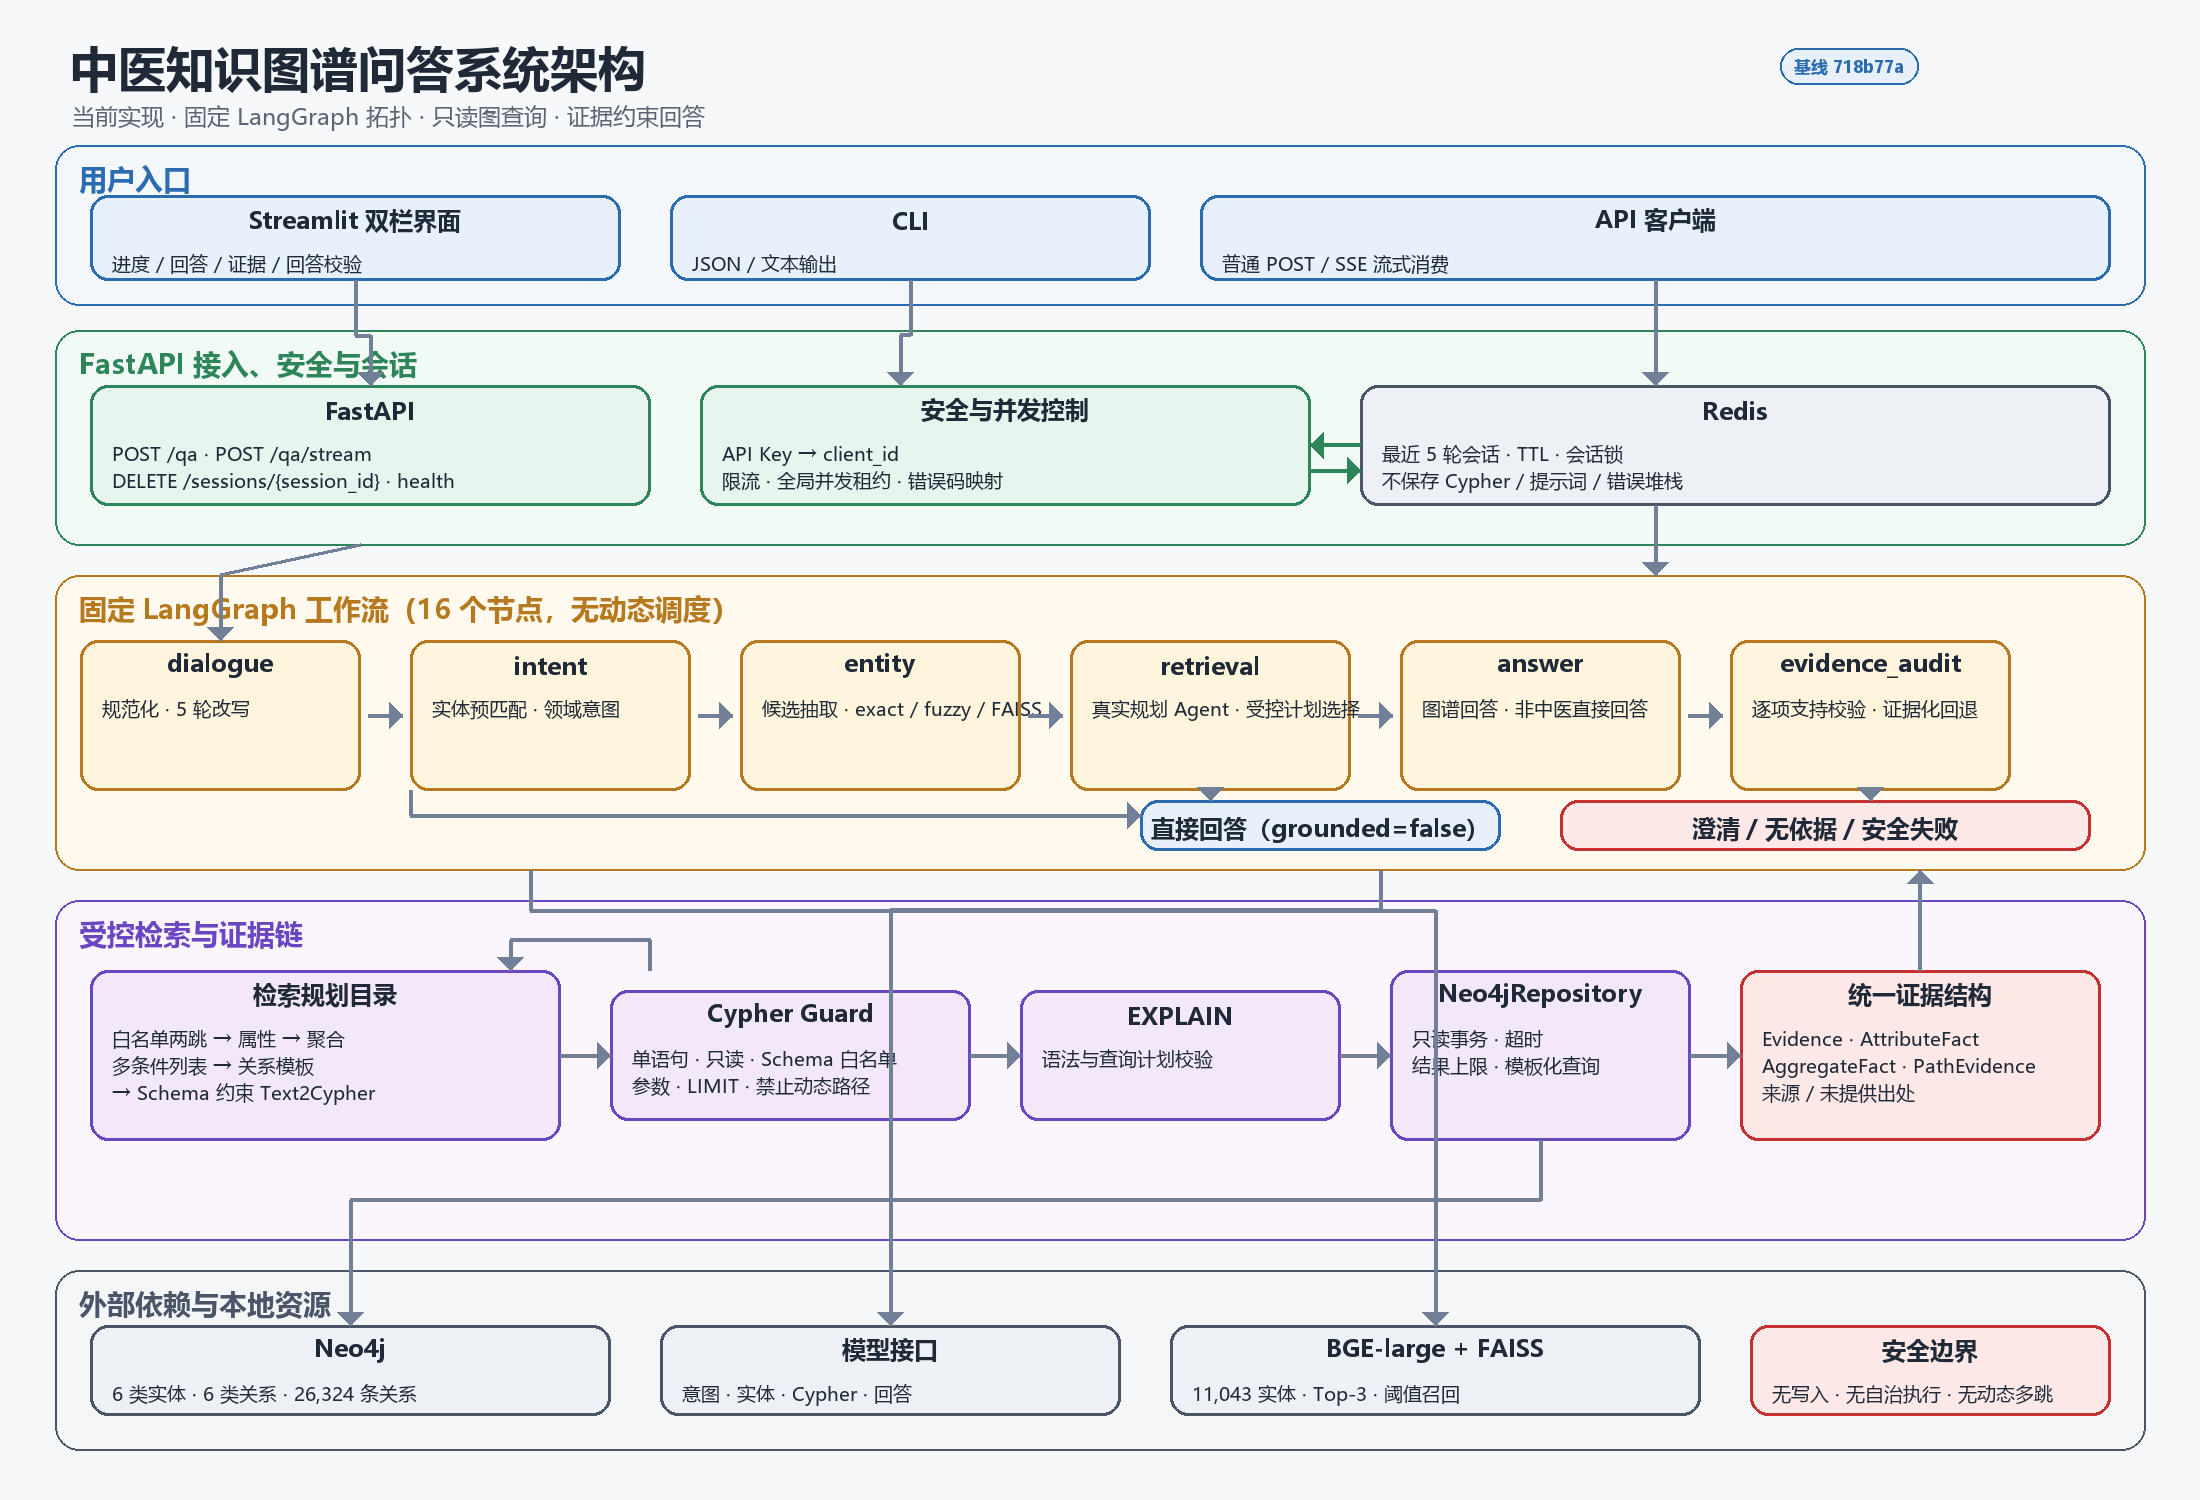 中医知识图谱问答系统架构
基线 718b77a
当前实现 · 固定 LangGraph 拓扑 · 只读图查询 · 证据约束回答
用户入口
Streamlit 双栏界面
进度 / 回答 / 证据 / 回答校验
CLI
JSON / 文本输出
API 客户端
普通 POST / SSE 流式消费
FastAPI 接入、安全与会话
FastAPI
POST /qa · POST /qa/stream
DELETE /sessions/{session_id} · health
安全与并发控制
API Key → client_id
限流 · 全局并发租约 · 错误码映射
Redis
最近 5 轮会话 · TTL · 会话锁
不保存 Cypher / 提示词 / 错误堆栈
固定 LangGraph 工作流（16 个节点，无动态调度）
dialogue
规范化 · 5 轮改写
intent
实体预匹配 · 领域意图
entity
候选抽取 · exact / fuzzy / FAISS
retrieval
真实规划 Agent · 受控计划选择
answer
图谱回答 · 非中医直接回答
evidence_audit
逐项支持校验 · 证据化回退
直接回答（grounded=false）
澄清 / 无依据 / 安全失败
受控检索与证据链
检索规划目录
白名单两跳 → 属性 → 聚合
多条件列表 → 关系模板
→ Schema 约束 Text2Cypher
Cypher Guard
单语句 · 只读 · Schema 白名单
参数 · LIMIT · 禁止动态路径
EXPLAIN
语法与查询计划校验
Neo4jRepository
只读事务 · 超时
结果上限 · 模板化查询
统一证据结构
Evidence · AttributeFact
AggregateFact · PathEvidence
来源 / 未提供出处
外部依赖与本地资源
Neo4j
6 类实体 · 6 类关系 · 26,324 条关系
模型接口
意图 · 实体 · Cypher · 回答
BGE-large + FAISS
11,043 实体 · Top-3 · 阈值召回
安全边界
无写入 · 无自治执行 · 无动态多跳